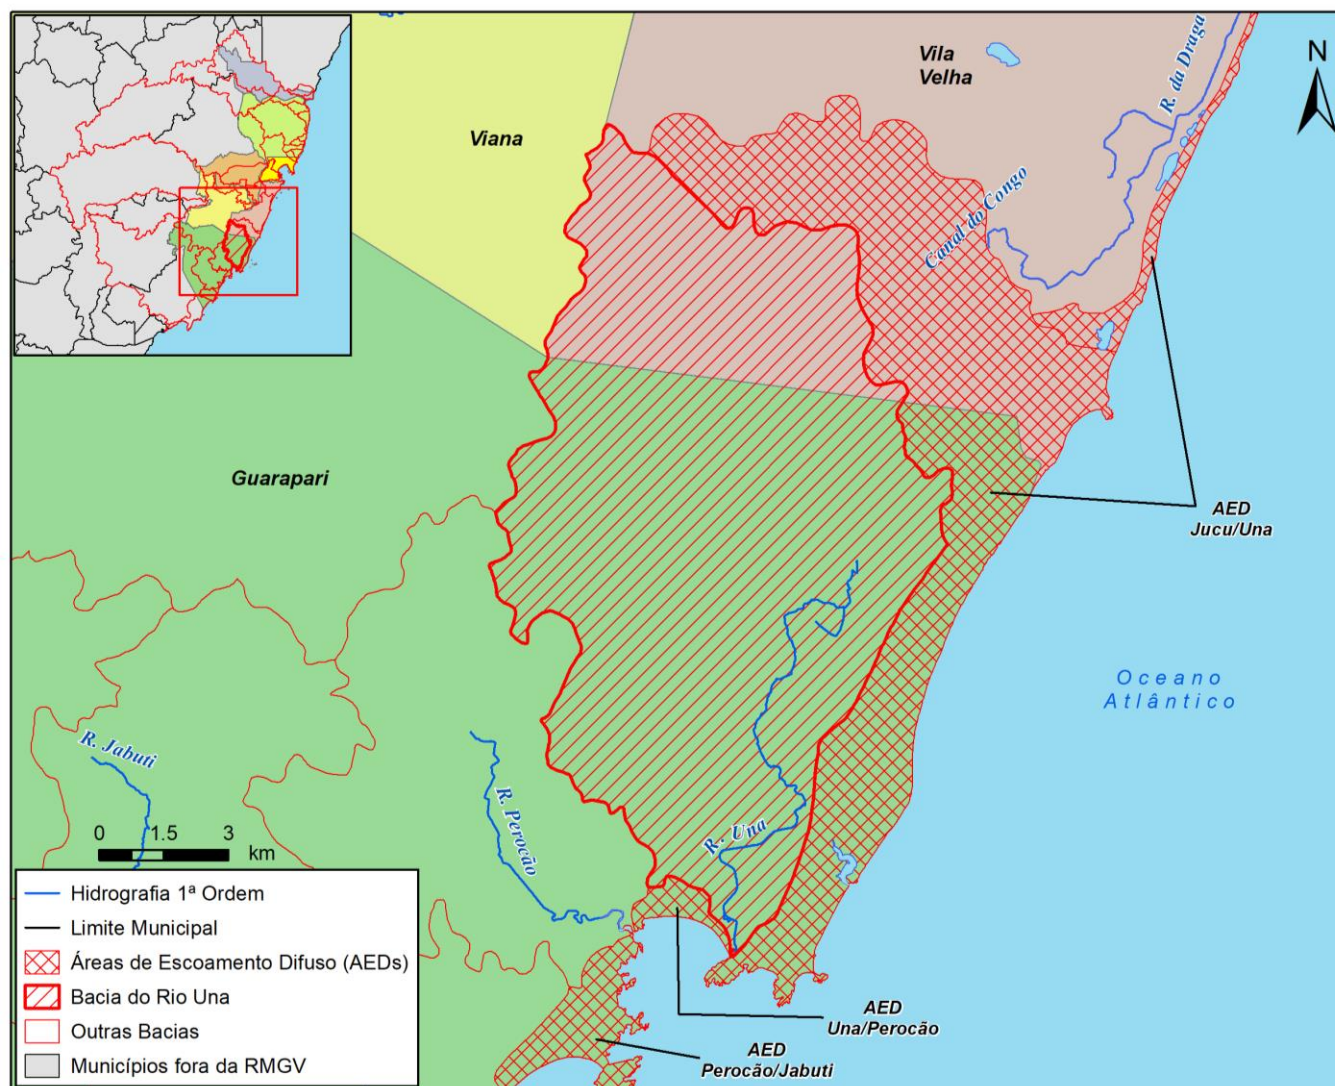 Vila
Velha
R. da Draga
N
Viana
Canal do Congo
Guarapari
AED
Jucu/Una
Oceano
Atlântico
R. Jabuti
R. Perocão
R. Una
0 1.5 3
km
AED
Una/Perocão
AED
Perocão/Jabuti
Hidrografia 1ª Ordem
Limite Municipal
Áreas de Escoamento Difuso (AEDs)
Bacia do Rio Una
Outras Bacias
Municípios fora da RMGV